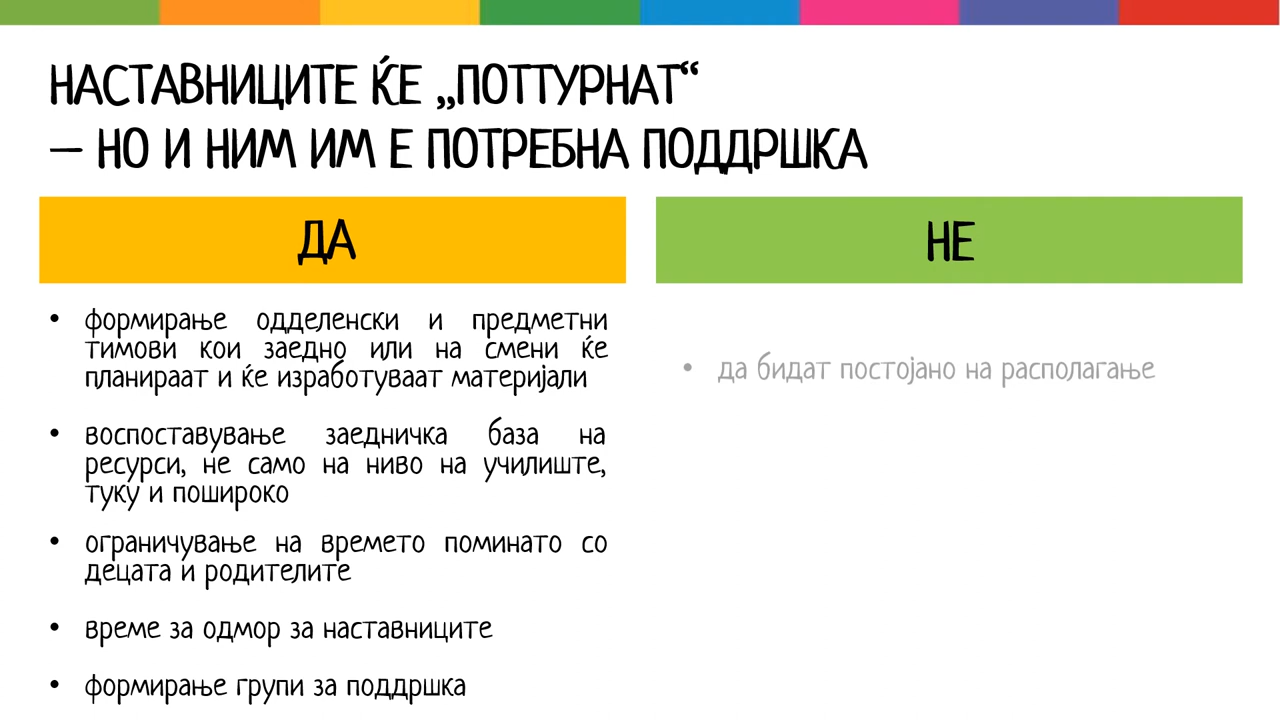 НАСТАВНИЦИТЕ ЌЕ „ПОТТУРНАТ“
– НО И НИМ ИМ Е ПОТРЕБНА ПОДДРШКА
ДА
• формирање одделенски и предметни
тимови кои заедно или на смени ќе
планираат и ќе изработуваат материјали
• воспоставување заедничка база на
ресурси, не само на ниво на училиште,
туку и пошироко
• ограничување на времето поминато со
децата и родителите
• време за одмор за наставниците
• формирање групи за поддршка
НЕ
• да бидат постојано на располагање